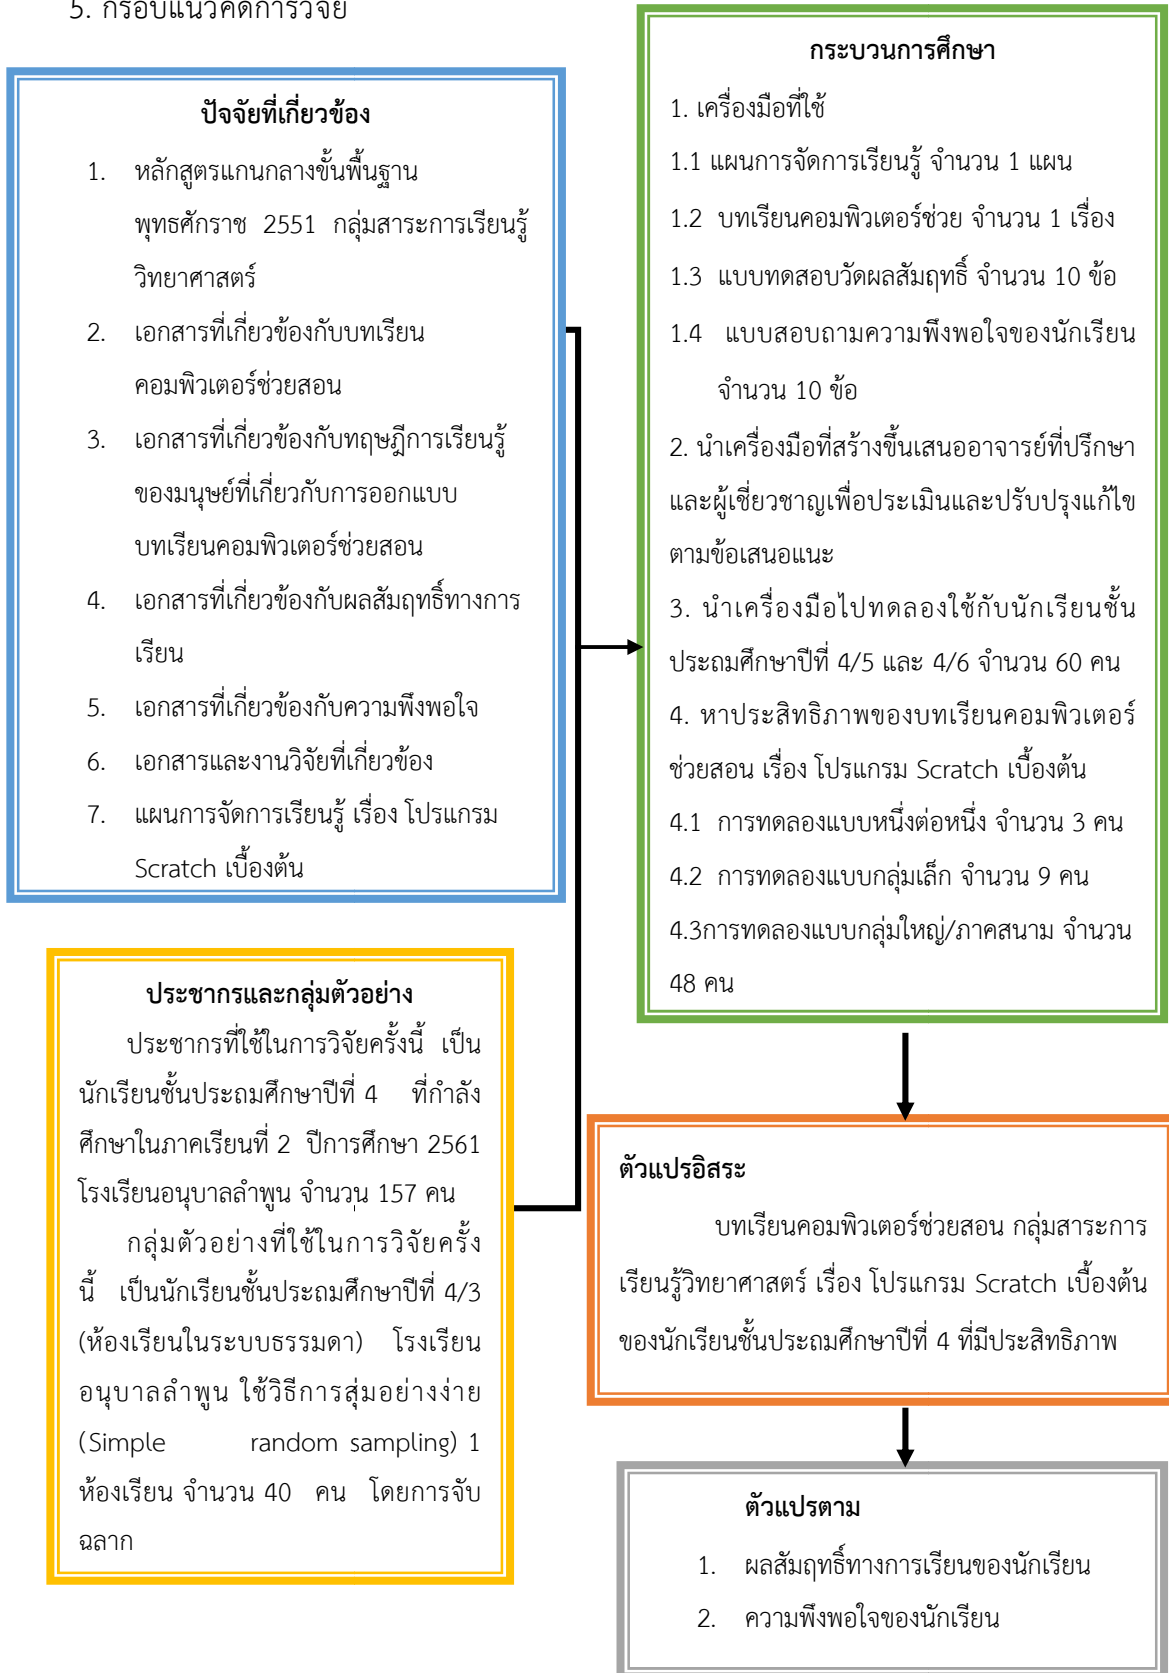 5. กรอบแนวคิดการวิจัย
ปัจจัยที่เกี่ยวข้อง
1. หลักสูตรแกนกลางขั้นพื้นฐาน
พุทธศักราช 2551 กลุ่มสาระการเรียนรู้
วิทยาศาสตร์
2. เอกสารที่เกี่ยวข้องกับบทเรียน
คอมพิวเตอร์ช่วยสอน
3. เอกสารที่เกี่ยวข้องกับทฤษฎีการเรียนรู้
ของมนุษย์ที่เกี่ยวกับการออกแบบ
บทเรียนคอมพิวเตอร์ช่วยสอน
4. เอกสารที่เกี่ยวข้องกับผลสัมฤทธิ์ทางการ
เรียน
5. เอกสารที่เกี่ยวข้องกับความพึงพอใจ
6. เอกสารและงานวิจัยที่เกี่ยวข้อง
7. แผนการจัดการเรียนรู้ เรื่อง โปรแกรม
Scratch เบื้องต้น
ประชากรและกลุ่มตัวอย่าง
ประชากรที่ใช้ในการวิจัยครั้งนี้ เป็น
นักเรียนชั้นประถมศึกษาปีที่ 4 ที่กำลัง
ศึกษาในภาคเรียนที่ 2 ปีการศึกษา 2561
โรงเรียนอนุบาลลำพูน จำนวน 157 คน
กลุ่มตัวอย่างที่ใช้ในการวิจัยครั้ง
นี้ เป็นนักเรียนชั้นประถมศึกษาปีที่ 4/3
(ห้องเรียนในระบบธรรมดา) โรงเรียน
อนุบาลลำพูน ใช้วิธีการสุ่มอย่างง่าย
(Simple random sampling) 1
ห้องเรียน จำนวน 40 คน โดยการจับ
ฉลาก
กระบวนการศึกษา
1. เครื่องมือที่ใช้
1.1 แผนการจัดการเรียนรู้ จำนวน 1 แผน
1.2 บทเรียนคอมพิวเตอร์ช่วย จำนวน 1 เรื่อง
1.3 แบบทดสอบวัดผลสัมฤทธิ์ จำนวน 10 ข้อ
1.4 แบบสอบถามความพึงพอใจของนักเรียน
จำนวน 10 ข้อ
2. นำเครื่องมือที่สร้างขึ้นเสนออาจารย์ที่ปรึกษา
และผู้เชี่ยวชาญเพื่อประเมินและปรับปรุงแก้ไข
ตามข้อเสนอแนะ
3. นำเครื่องมือไปทดลองใช้กับนักเรียนชั้น
ประถมศึกษาปีที่ 4/5 และ 4/6 จำนวน 60 คน
4. หาประสิทธิภาพของบทเรียนคอมพิวเตอร์
ช่วยสอน เรื่อง โปรแกรม Scratch เบื้องต้น
4.1 การทดลองแบบหนึ่งต่อหนึ่ง จำนวน 3 คน
4.2 การทดลองแบบกลุ่มเล็ก จำนวน 9 คน
4.3การทดลองแบบกลุ่มใหญ่/ภาคสนาม จำนวน
48 คน
ตัวแปรอิสระ
บทเรียนคอมพิวเตอร์ช่วยสอน กลุ่มสาระการ
เรียนรู้วิทยาศาสตร์ เรื่อง โปรแกรม Scratch เบื้องต้น
ของนักเรียนชั้นประถมศึกษาปีที่ 4 ที่มีประสิทธิภาพ
ตัวแปรตาม
1. ผลสัมฤทธิ์ทางการเรียนของนักเรียน
2. ความพึงพอใจของนักเรียน